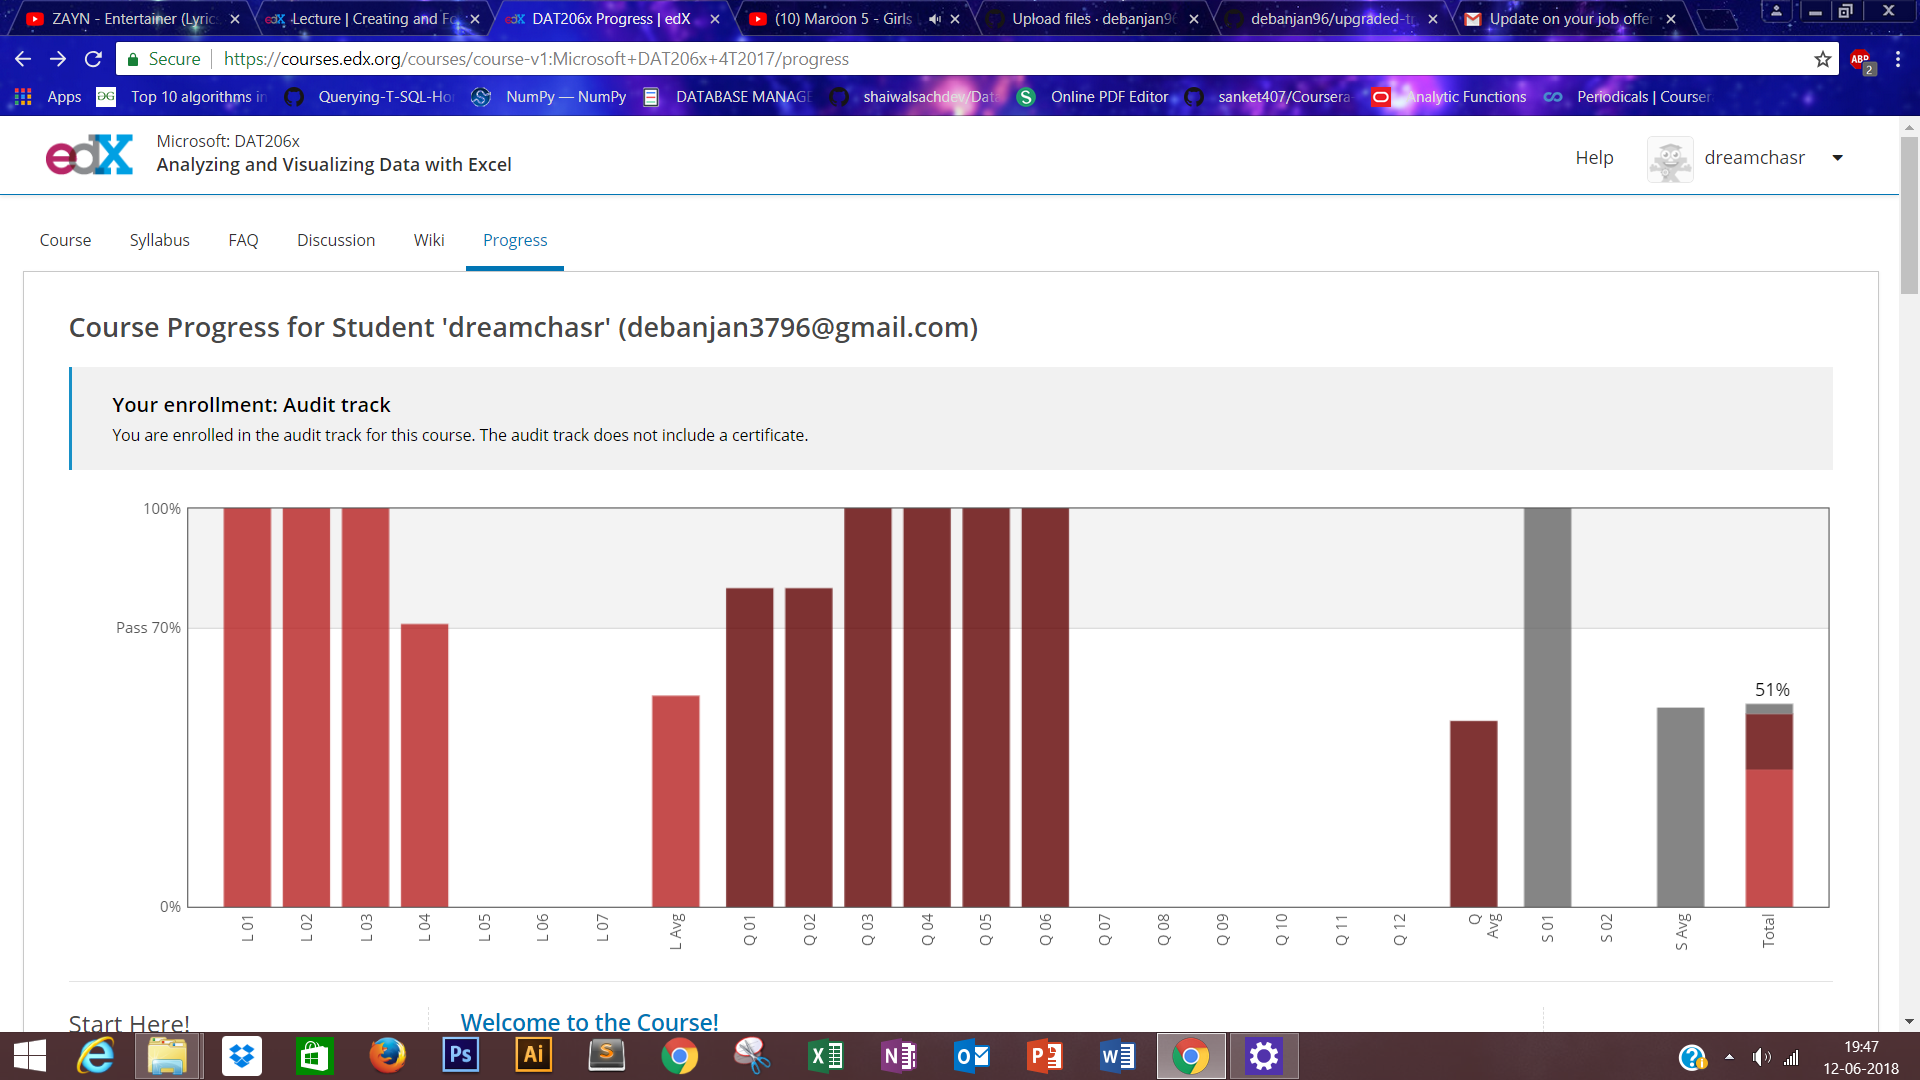 ZAYN - Entertainer (Lyric
Lecture | Creating and Fo
DAT206x Progress | edX
(10) Maroon 5 - Girls
Upload files · debanjan96
debanjan96/upgraded-
Update on your job offer
Secure
https://courses.edx.org/courses/course-v1:Microsoft+DAT206x+4T2017/progress
ABP
2
Apps
Top 10 algorithms in
Querying-T-SQL-Ho
NumPy — NumPy
DATABASE MANAGE
shaiwalsachdev/Data
Online PDF Editor
sanket407/Coursera
Analytic Functions
Periodicals | Courser
edX
Microsoft: DAT206x
Analyzing and Visualizing Data with Excel
Help
dreamchasr
Course
Syllabus
FAQ
Discussion
Wiki
Progress
Course Progress for Student 'dreamchasr' (debanjan3796@gmail.com)
Your enrollment: Audit track
You are enrolled in the audit track for this course. The audit track does not include a certificate.
100%
Pass 70%
0%
51%
L 01
L 02
L 03
L 04
L 05
L 06
L 07
L Avg
Q 01
Q 02
Q 03
Q 04
Q 05
Q 06
Q 07
Q 08
Q 09
Q 10
Q 11
Q 12
Q
Avg
S 01
S 02
S Avg
Total
Start Here!
Welcome to the Course!
Ps
Ai
S
19:47
12-06-2018